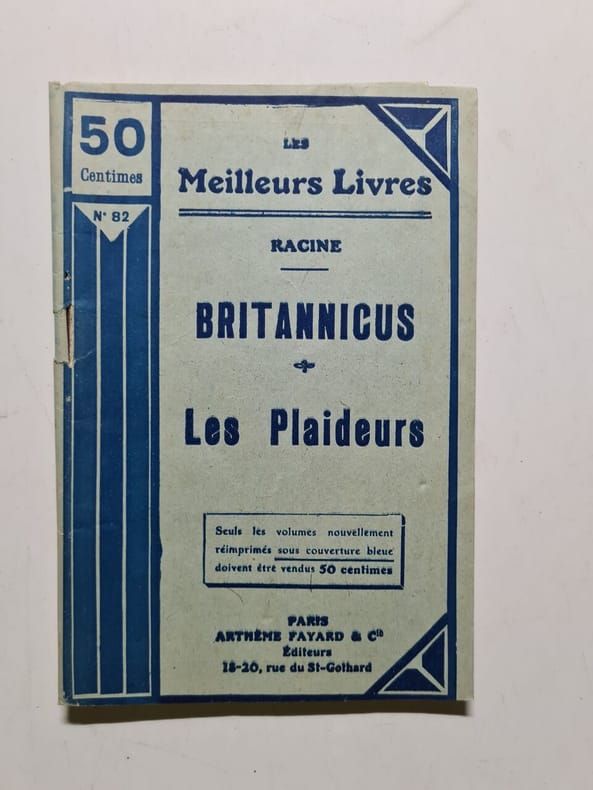 50
Centimes
N° 82
LES
Meilleurs Livres
RACINE
BRITANNICUS
Les Plaideurs
Seuls les volumes nouvellement
réimprimés sous couverture bleue
doivent être vendus 50 centimes
PARIS
ARTHÈME FAYARD & Cie
Éditeurs
18-20, rue du St-Gothard